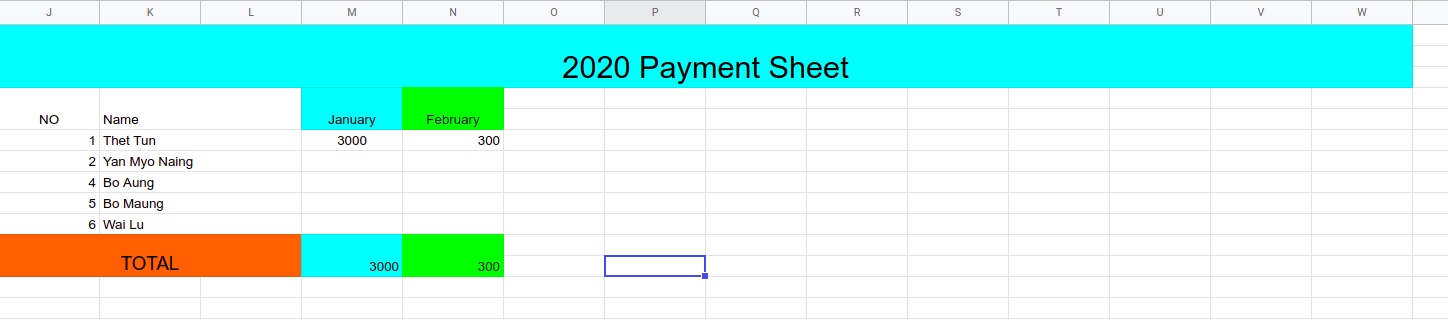 J K L M N O P Q R S T U V W
2020 Payment Sheet
NO Name January February
1 Thet Tun 3000 300
2 Yan Myo Naing
4 Bo Aung
5 Bo Maung
6 Wai Lu
TOTAL 3000 300